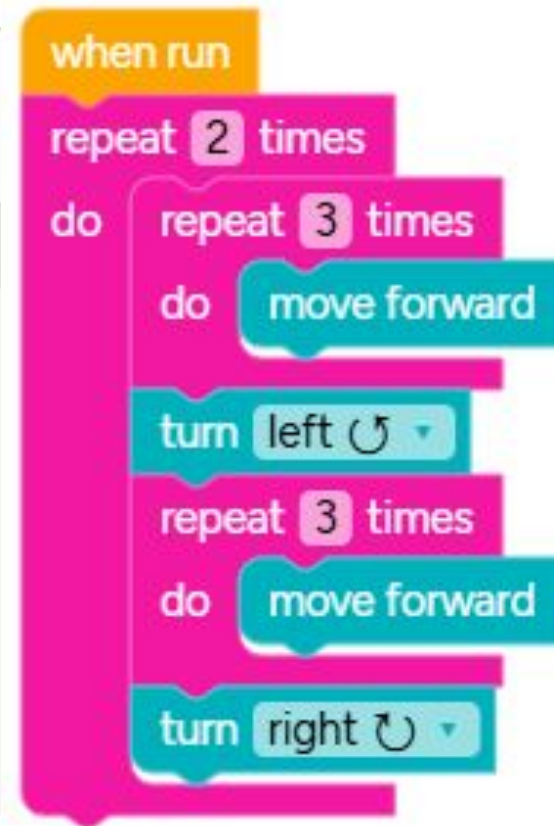 when run
repeat 2 times
do repeat 3 times
do move forward
turn left ↺ ▾
repeat 3 times
do move forward
turn right ↻ ▾